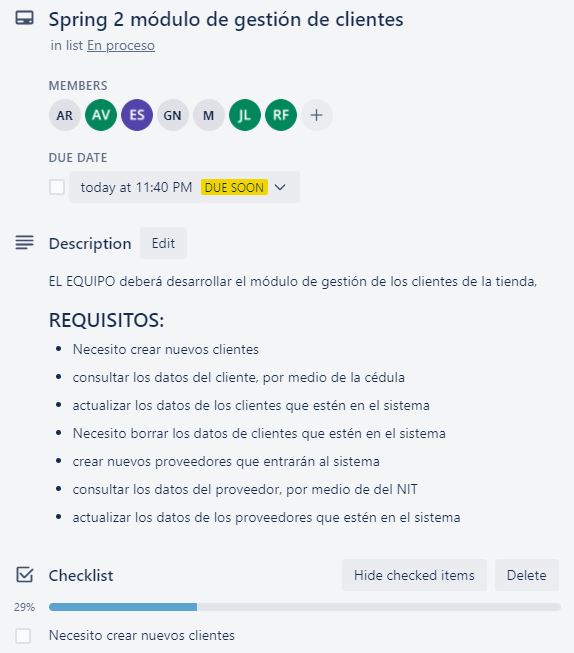 Spring 2 módulo de gestión de clientes
in list En proceso
MEMBERS
AR AV ES GN M JL RF +
DUE DATE
today at 11:40 PM DUE SOON
Description Edit
EL EQUIPO deberá desarrollar el módulo de gestión de los clientes de la tienda,
REQUISITOS:
• Necesito crear nuevos clientes
• consultar los datos del cliente, por medio de la cédula
• actualizar los datos de los clientes que estén en el sistema
• Necesito borrar los datos de clientes que estén en el sistema
• crear nuevos proveedores que entrarán al sistema
• consultar los datos del proveedor, por medio de del NIT
• actualizar los datos de los proveedores que estén en el sistema
Checklist Hide checked items Delete
29%
Necesito crear nuevos clientes